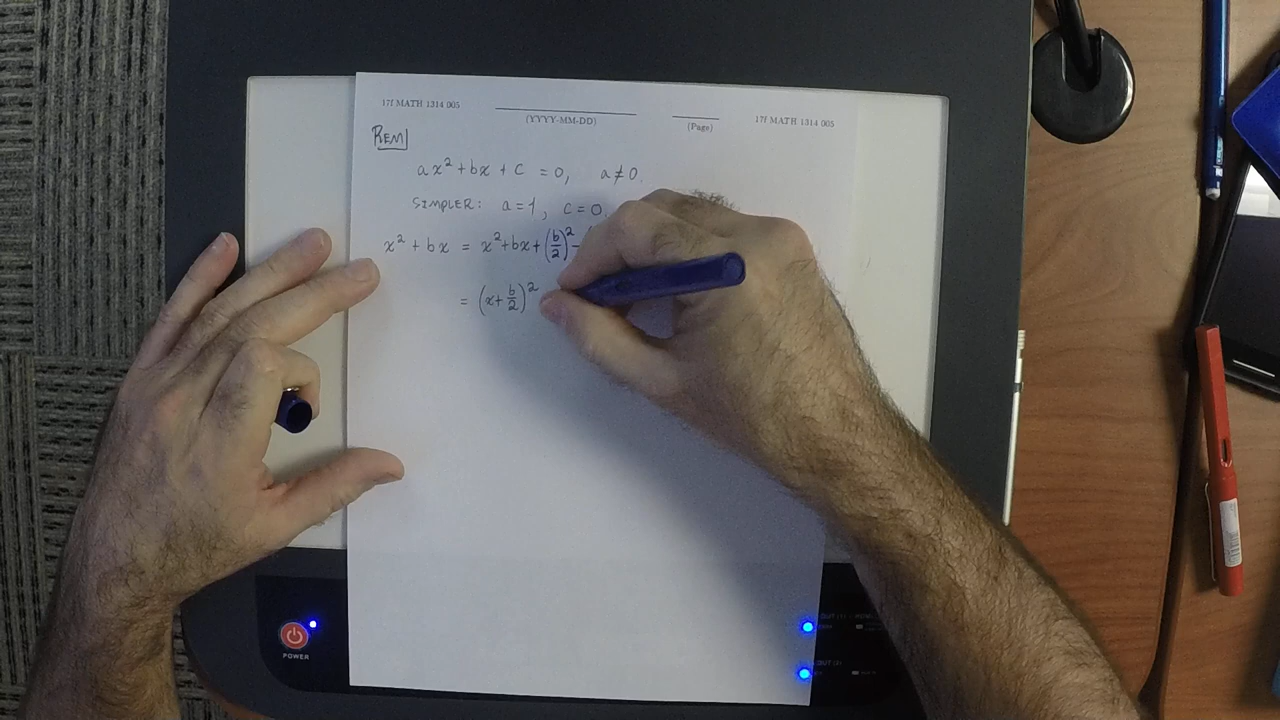 17f MATH 1314 005 (YYYY-MM-DD) (Page) 17f MATH 1314 005
REM
ax² + bx + c = 0, a ≠ 0.
SIMPLER: a = 1, c = 0.
x² + bx = x² + bx + (b/2)² -
= (x + b/2)²
POWER